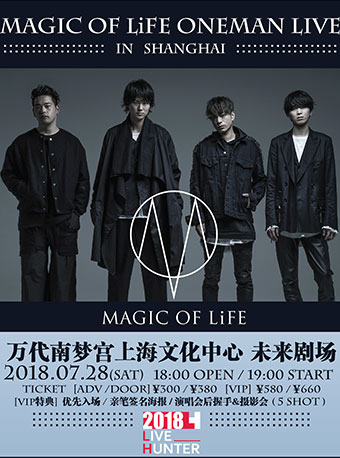 MAGIC OF LiFE ONEMAN LIVE
IN SHANGHAI
MAGIC OF LiFE
万代南梦宫上海文化中心 未来剧场
2018.07.28(SAT) 18:00 OPEN / 19:00 START
TICKET [ADV /DOOR] ¥300 / ¥380 [VIP] ¥580 / ¥660
[VIP特典] 优先入场 / 亲笔签名海报 / 演唱会后握手&摄影会 ( 5 SHOT )
2018
LIVE
HUNTER